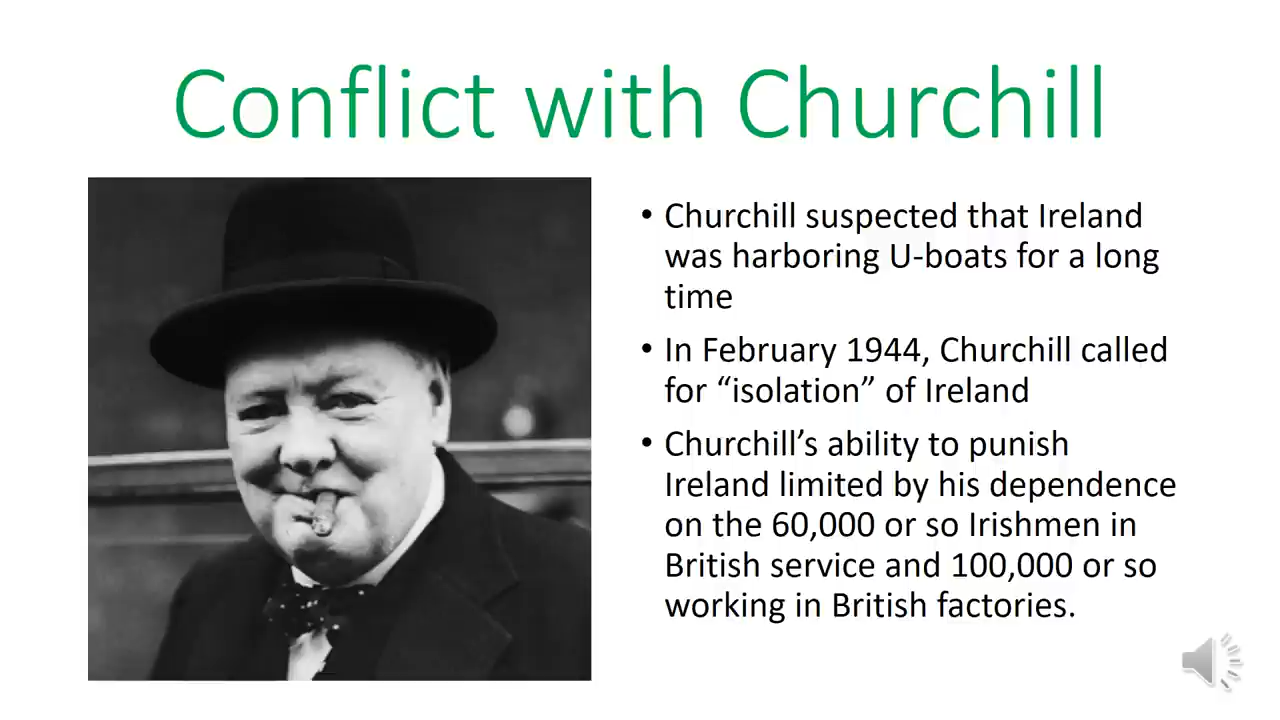 Conflict with Churchill
• Churchill suspected that Ireland
was harboring U-boats for a long
time
• In February 1944, Churchill called
for “isolation” of Ireland
• Churchill’s ability to punish
Ireland limited by his dependence
on the 60,000 or so Irishmen in
British service and 100,000 or so
working in British factories.